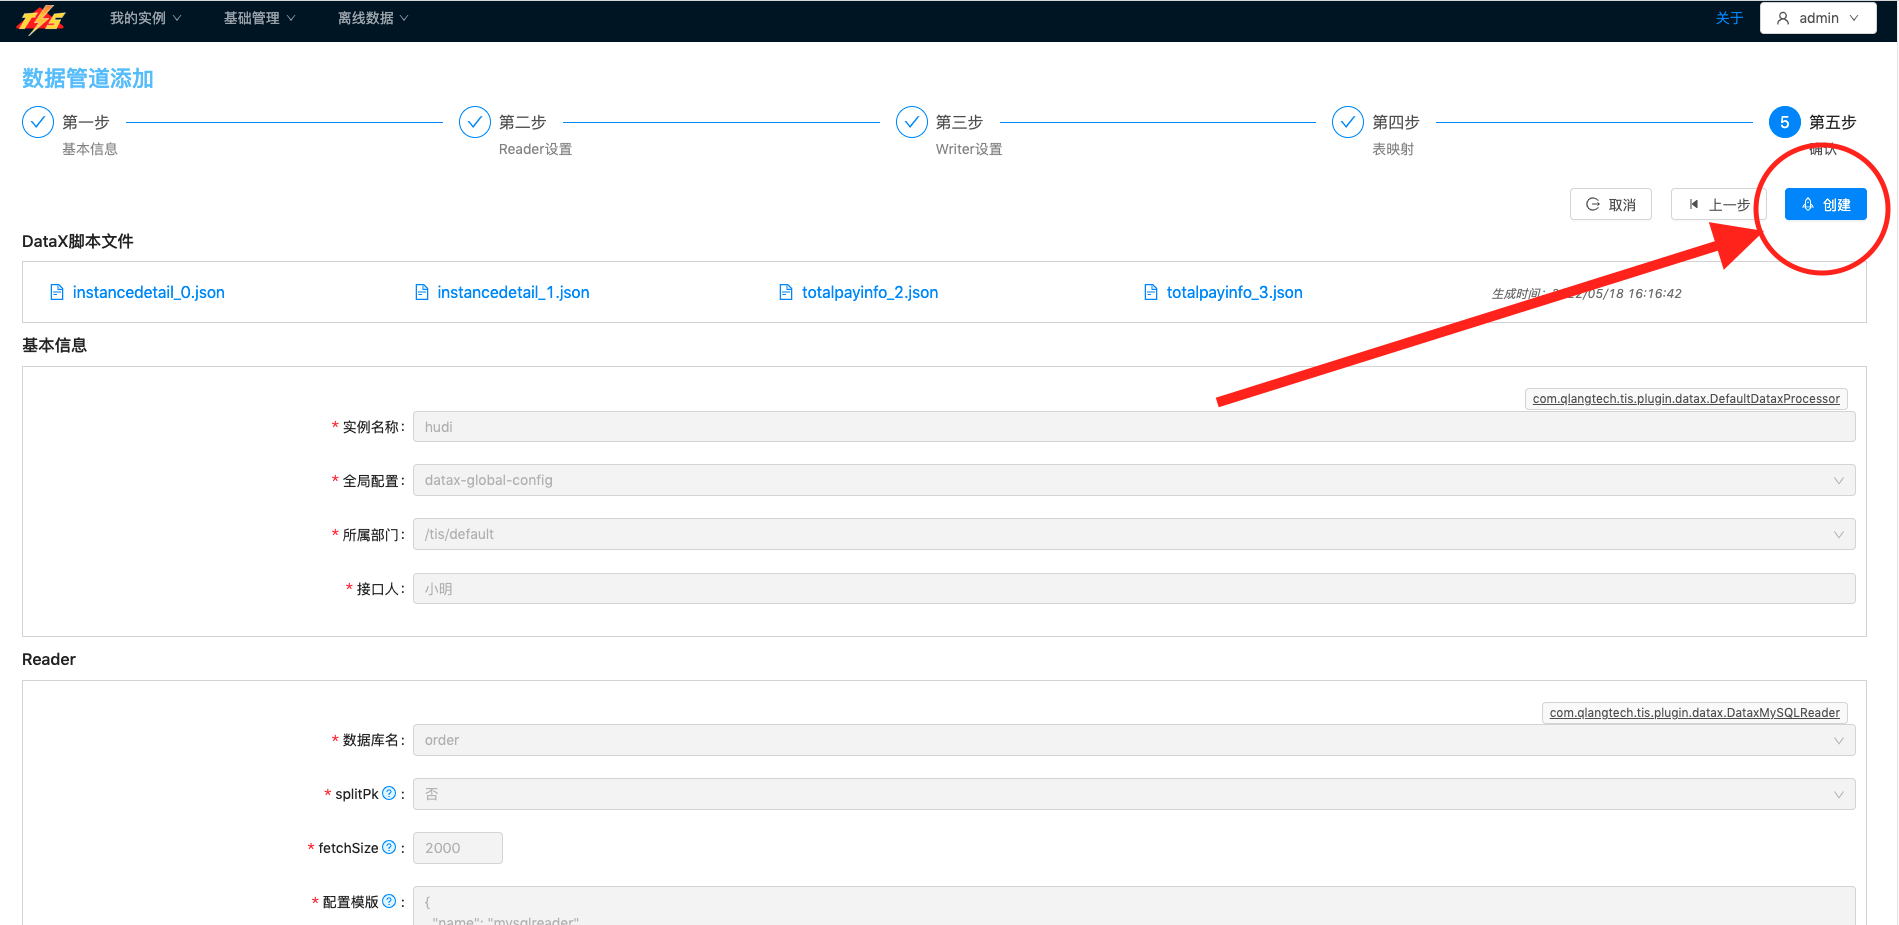 TIS 我的实例 基础管理 离线数据 关于 admin
数据管道添加
第一步 第二步 第三步 第四步 5 第五步
基本信息 Reader设置 Writer设置 表映射 确认
取消 上一步 创建
DataX脚本文件
instancedetail_0.json instancedetail_1.json totalpayinfo_2.json totalpayinfo_3.json 生成时间: 2022/05/18 16:16:42
基本信息
com.qlangtech.tis.plugin.datax.DefaultDataxProcessor
* 实例名称: hudi
* 全局配置: datax-global-config
* 所属部门: /tis/default
* 接口人: 小明
Reader
com.qlangtech.tis.plugin.datax.DataxMySQLReader
* 数据库名: order
* splitPk ? : 否
* fetchSize ? : 2000
* 配置模版 ? : {
"name": "mysqlreader"